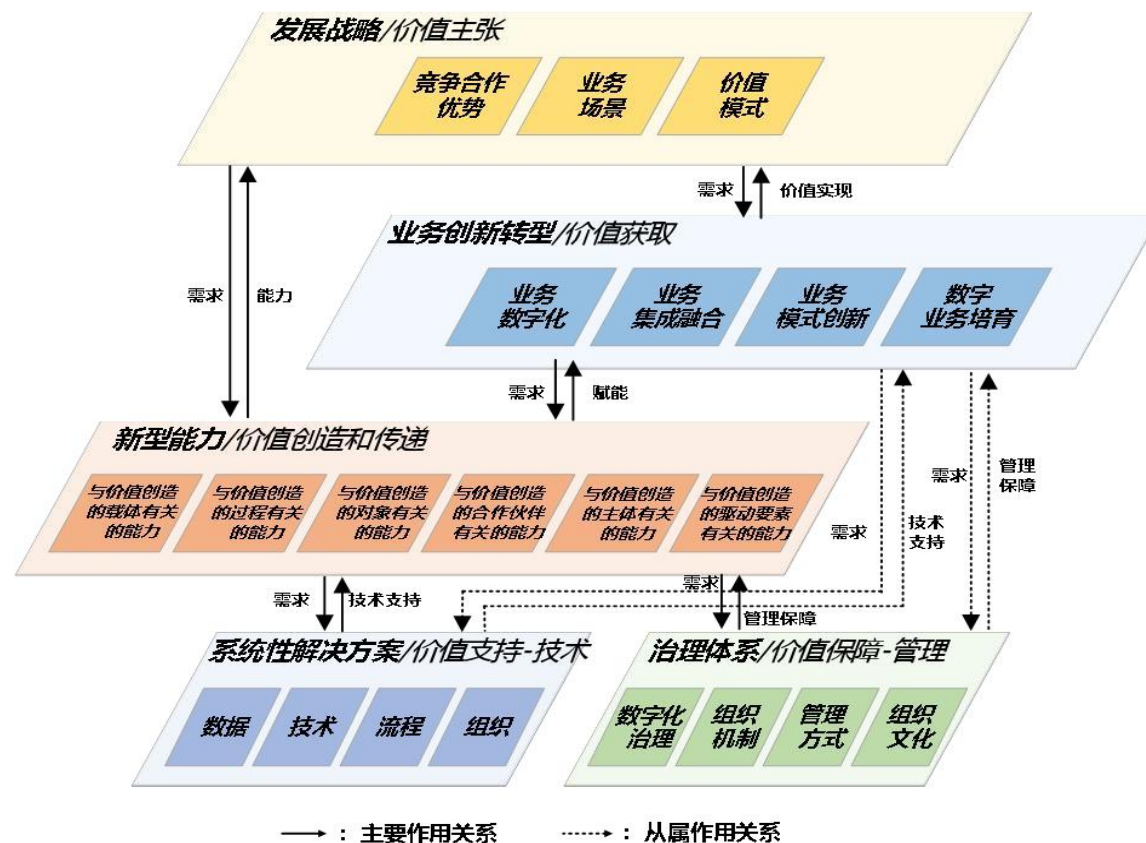 发展战略/价值主张
竞争合作
优势
业务
场景
价值
模式
需求
价值实现
业务创新转型/价值获取
需求
能力
业务
数字化
业务
集成融合
业务
模式创新
数字
业务培育
需求
赋能
新型能力/价值创造和传递
与价值创造
的载体有关
的能力
与价值创造
的过程有关
的能力
与价值创造
的对象有关
的能力
与价值创造
的合作伙伴
有关的能力
与价值创造
的主体有关
的能力
与价值创造
的驱动要素
有关的能力
需求
技术
支持
需求
管理
保障
需求
技术支持
需求
管理保障
系统性解决方案/价值支持-技术
数据
技术
流程
组织
治理体系/价值保障-管理
数字化
治理
组织
机制
管理
方式
组织
文化
：主要作用关系
：从属作用关系